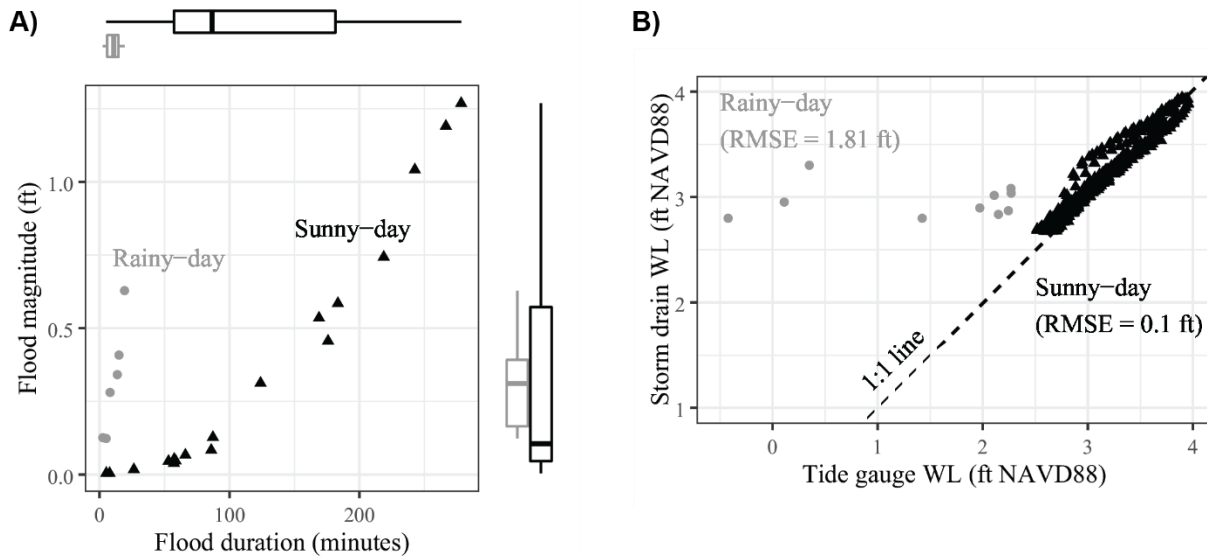 A)
Flood magnitude (ft)
1.0
0.5
0.0
Rainy−day
Sunny−day
0
100
200
Flood duration (minutes)
B)
Storm drain WL (ft NAVD88)
4
3
2
1
Rainy−day
(RMSE = 1.81 ft)
Sunny−day
(RMSE = 0.1 ft)
1:1 line
0
1
2
3
4
Tide gauge WL (ft NAVD88)